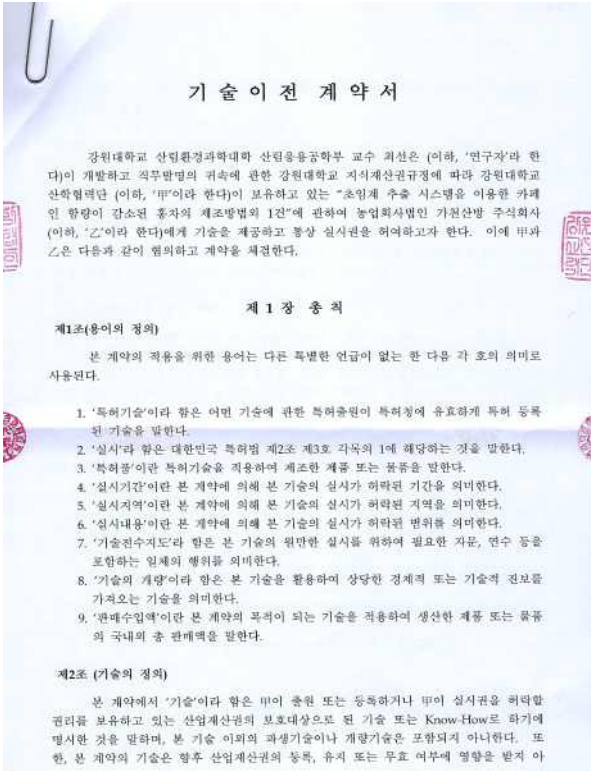 기 술 이 전 계 약 서
강원대학교 산림환경과학대학 산림응용공학부 교수 최선은 (이하, '연구자'라 한
다)이 개발하고 직무발명의 귀속에 관한 강원대학교 지식재산권규정에 따라 강원대학교
산학협력단 (이하, '甲'이라 한다)이 보유하고 있는 "초임계 추출 시스템을 이용한 카페
인 함량이 감소된 홍차의 제조방법외 1건"에 관하여 농업회사법인 가천산방 주식회사
(이하, '乙'이라 한다)에게 기술을 제공하고 통상 실시권을 허여하고자 한다. 이에 甲과
乙은 다음과 같이 협의하고 계약을 체결한다.
제 1 장 총 칙
제1조(용어의 정의)
본 계약의 적용을 위한 용어는 다른 특별한 언급이 없는 한 다음 각 호의 의미로
사용된다.
1. '특허기술'이라 함은 어떤 기술에 관한 특허출원이 특허청에 유효하게 특허 등록
된 기술을 말한다.
2. '실시'라 함은 대한민국 특허법 제2조 제3호 각목의 1에 해당하는 것을 말한다.
3. '특허품'이란 특허기술을 적용하여 제조한 제품 또는 물품을 말한다.
4. '실시기간'이란 본 계약에 의해 본 기술의 실시가 허락된 기간을 의미한다.
5. '실시지역'이란 본 계약에 의해 본 기술의 실시가 허락된 지역을 의미한다.
6. '실시내용'이란 본 계약에 의해 본 기술의 실시가 허락된 범위를 의미한다.
7. '기술전수지도'라 함은 본 기술의 원만한 실시를 위하여 필요한 자문, 연수 등을
포함하는 일체의 행위를 의미한다.
8. '기술의 개량'이라 함은 본 기술을 활용하여 상당한 경제적 또는 기술적 진보를
가져오는 기술을 의미한다.
9. '판매수입액'이란 본 계약의 목적이 되는 기술을 적용하여 생산한 제품 또는 물품
의 국내외 총 판매액을 말한다.
제2조 (기술의 정의)
본 계약에서 '기술'이라 함은 甲이 출원 또는 등록하거나 甲이 실시권을 허락할
권리를 보유하고 있는 산업재산권의 보호대상으로 된 기술 또는 Know-How로 하기에
명시한 것을 말하며, 본 기술 이외의 파생기술이나 개량기술은 포함되지 아니한다. 또
한, 본 계약의 기술은 향후 산업재산권의 등록, 유지 또는 무효 여부에 영향을 받지 아